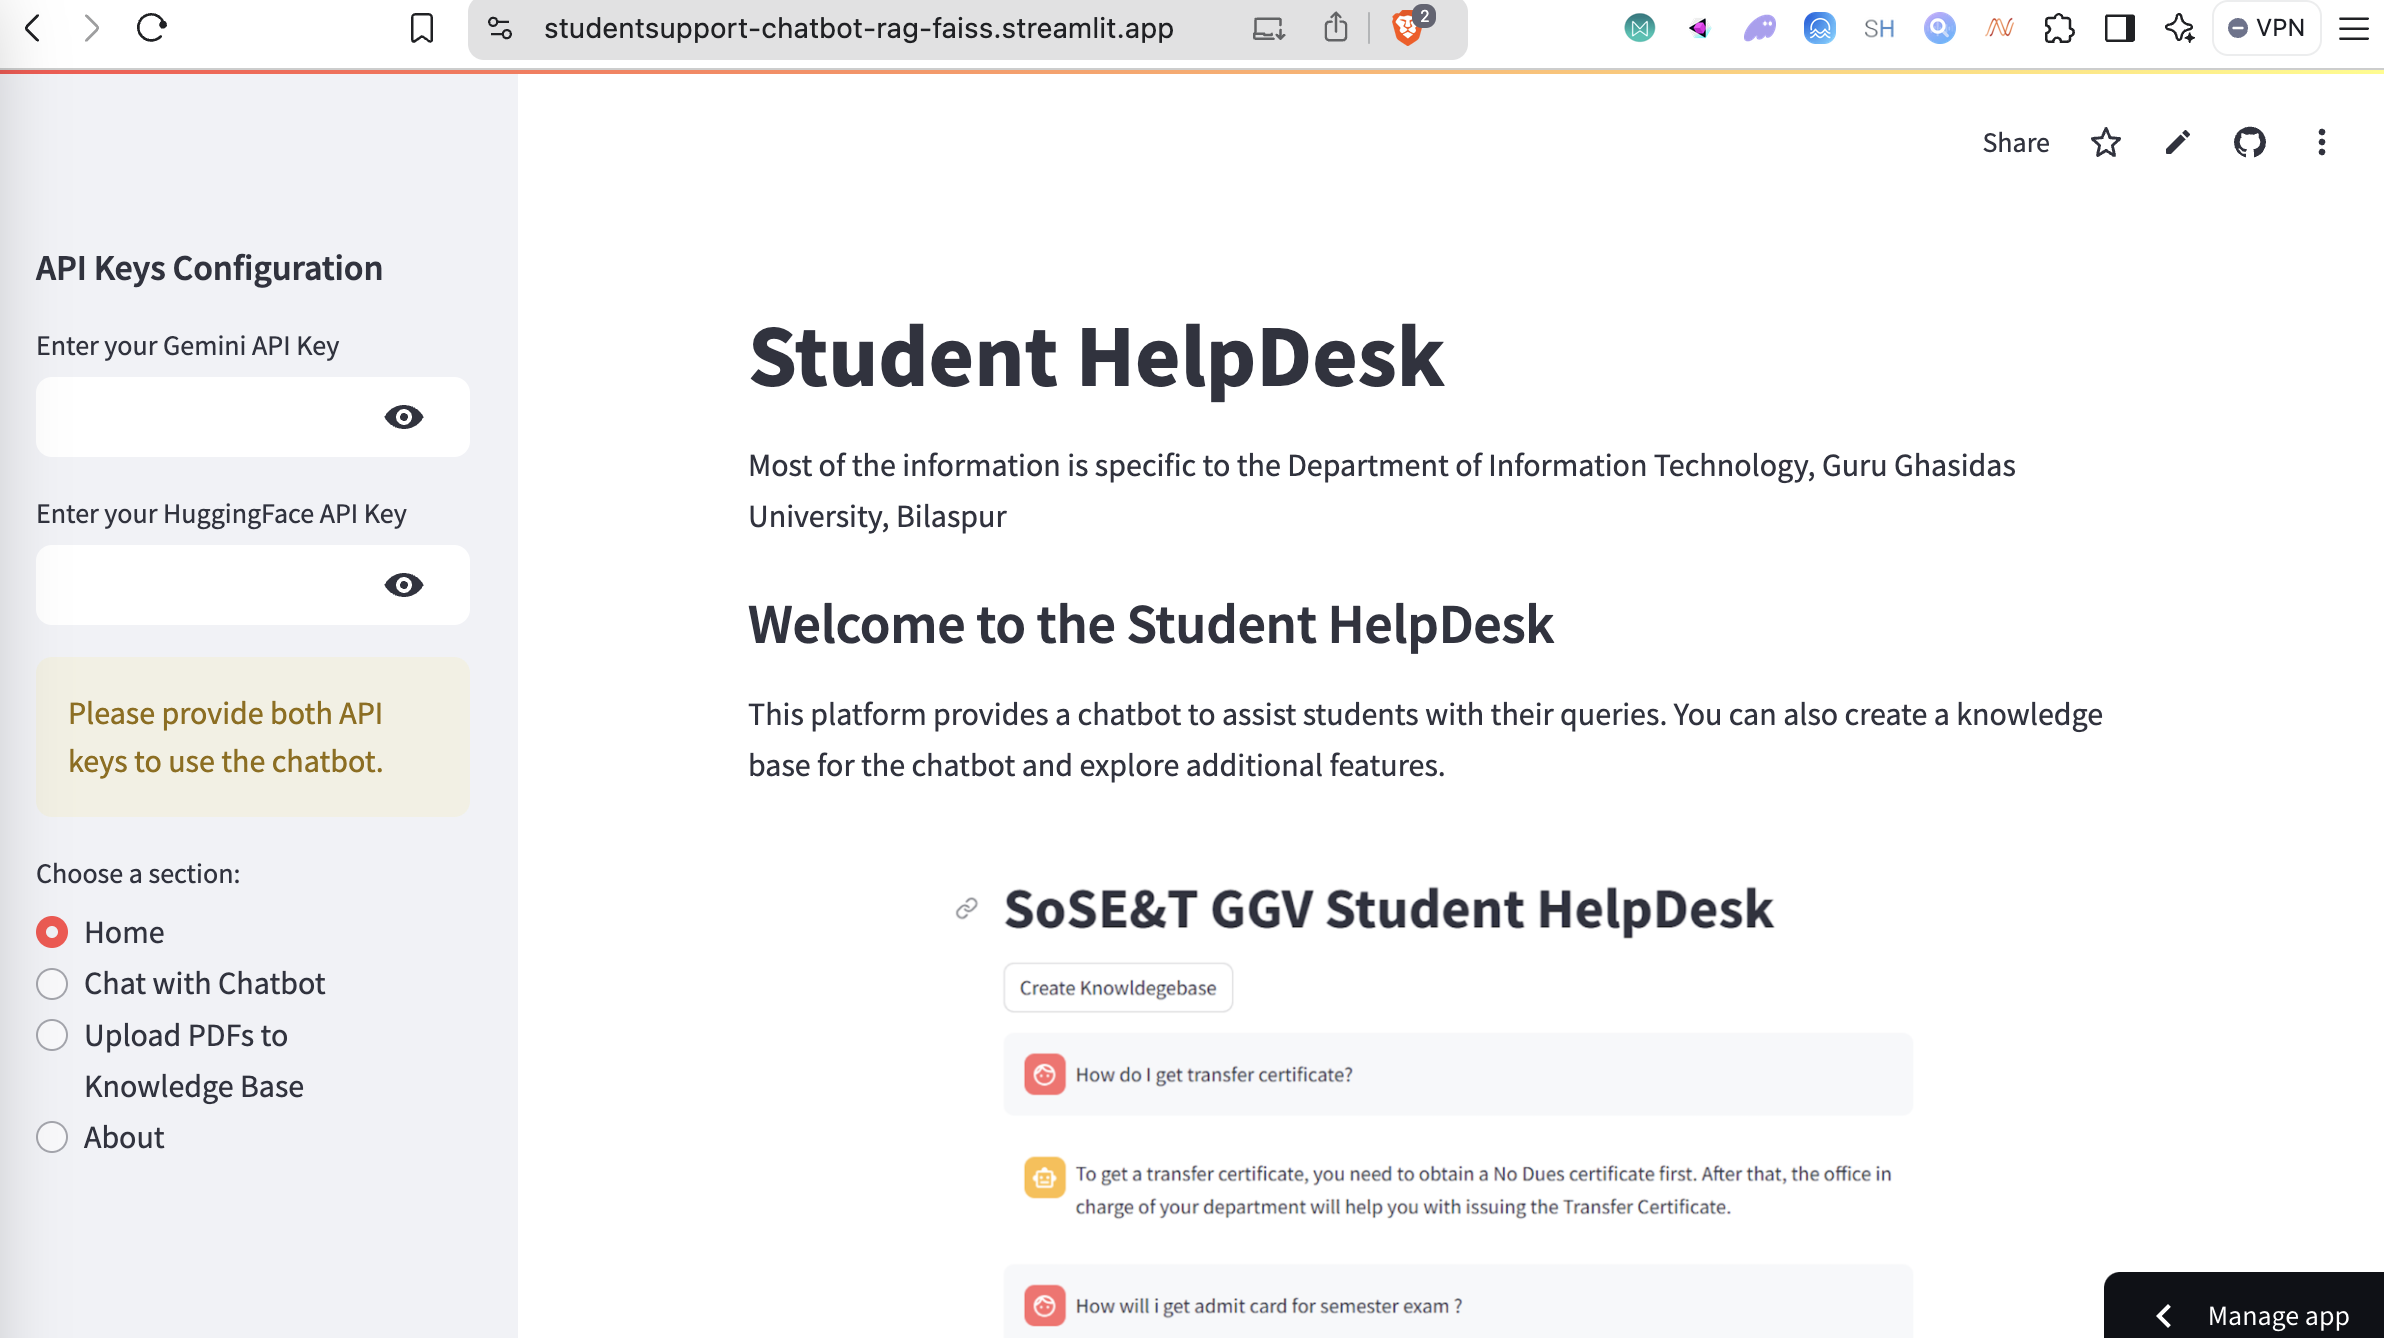 studentsupport-chatbot-rag-faiss.streamlit.app
2
SH
VPN
Share
API Keys Configuration
Enter your Gemini API Key
Enter your HuggingFace API Key
Please provide both API
keys to use the chatbot.
Choose a section:
Home
Chat with Chatbot
Upload PDFs to
Knowledge Base
About
Student HelpDesk
Most of the information is specific to the Department of Information Technology, Guru Ghasidas
University, Bilaspur
Welcome to the Student HelpDesk
This platform provides a chatbot to assist students with their queries. You can also create a knowledge
base for the chatbot and explore additional features.
SoSE&T GGV Student HelpDesk
Create Knowldegebase
How do I get transfer certificate?
To get a transfer certificate, you need to obtain a No Dues certificate first. After that, the office in
charge of your department will help you with issuing the Transfer Certificate.
How will i get admit card for semester exam ?
Manage app